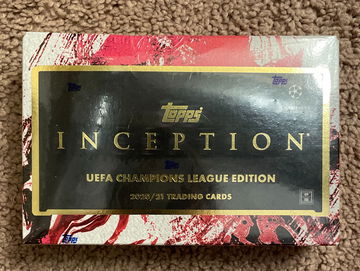 Topps
INCEPTION
UEFA CHAMPIONS LEAGUE EDITION
2020/21 TRADING CARDS